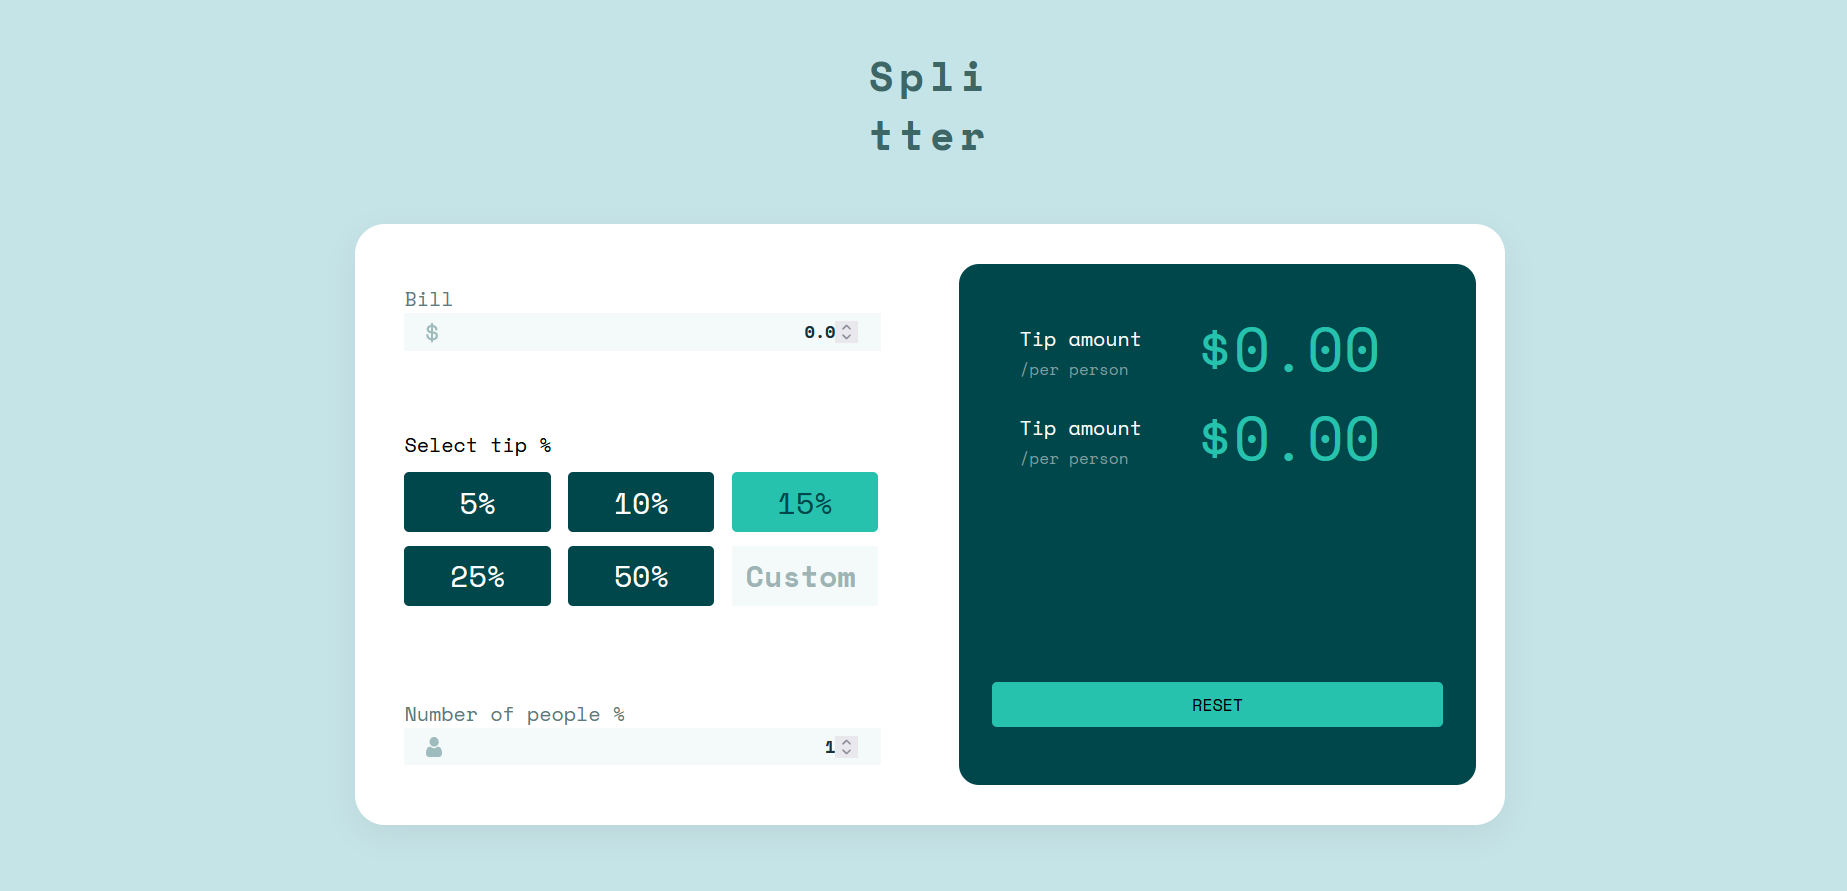 Spli
tter
Bill
$ 0.0
Select tip %
5% 10% 15%
25% 50% Custom
Number of people %
1
Tip amount $0.00
/per person
Tip amount $0.00
/per person
RESET